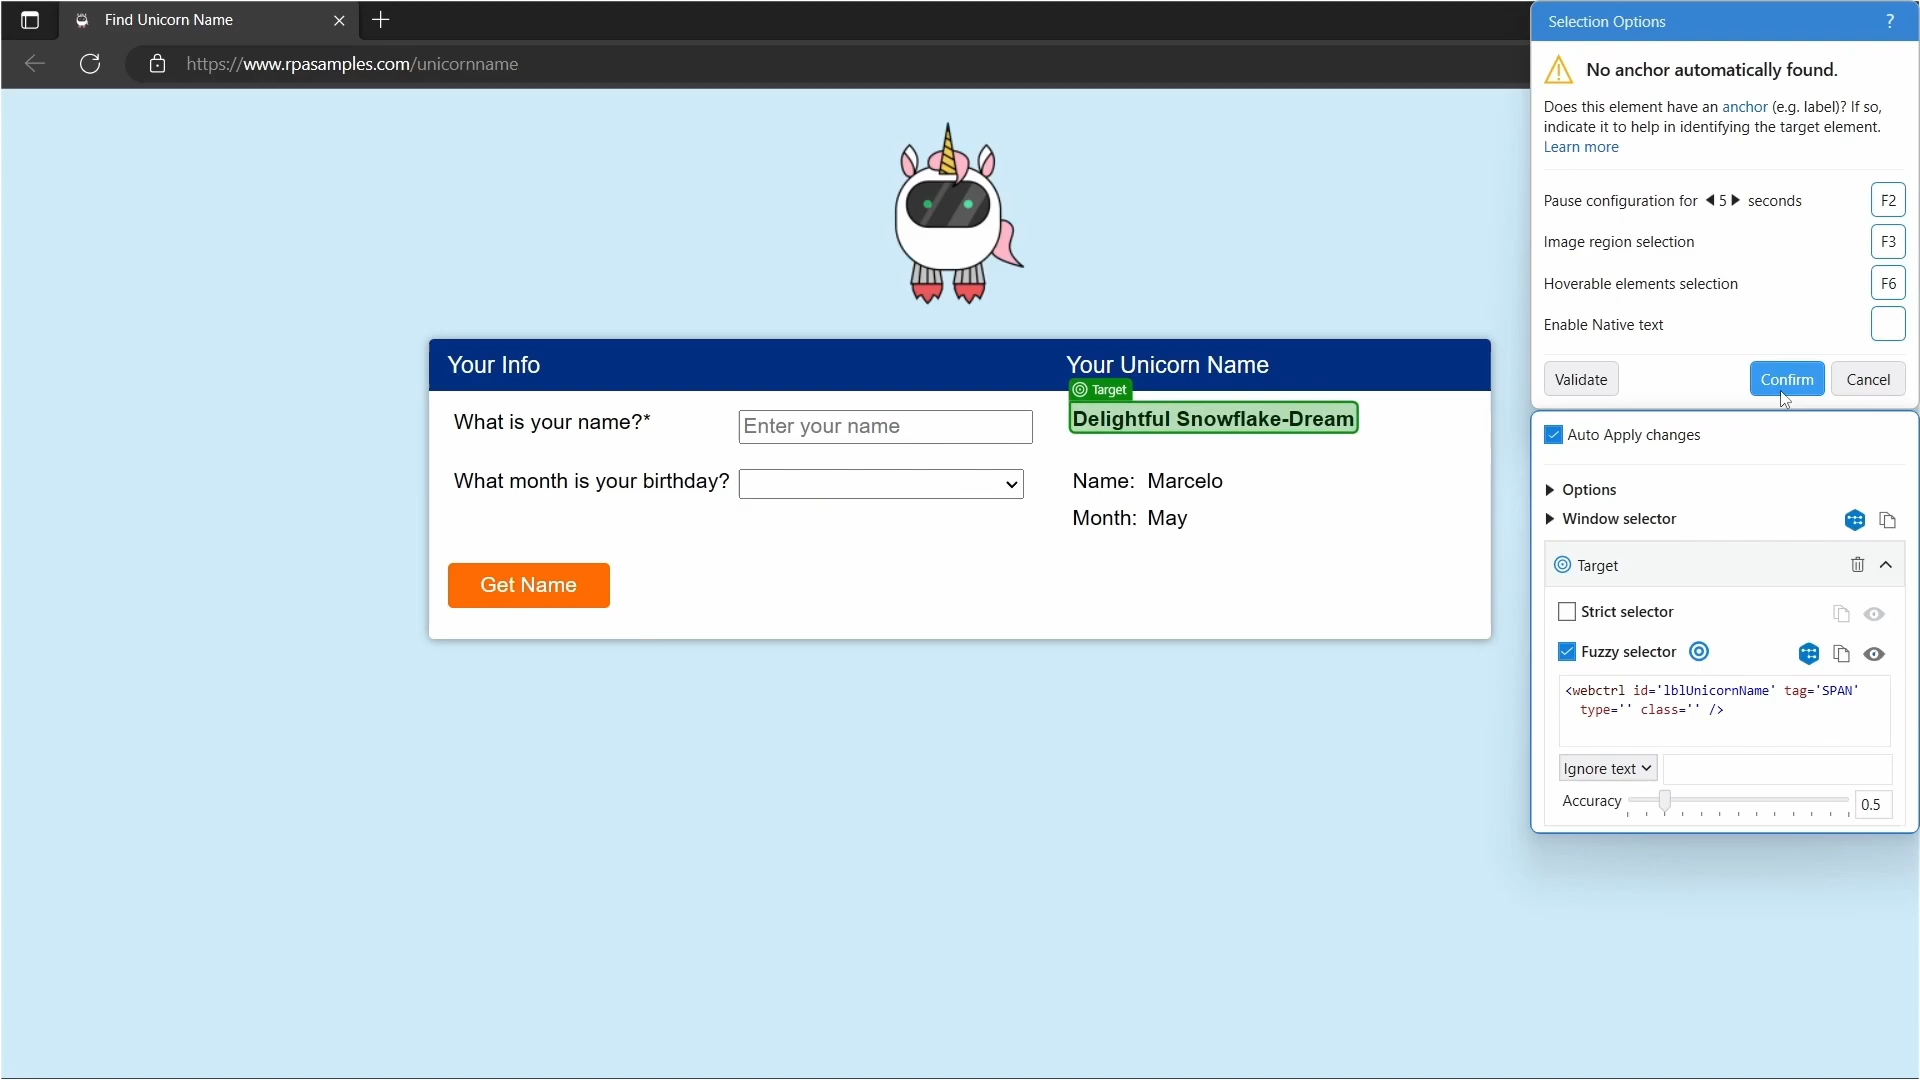 Find Unicorn Name
https://www.rpasamples.com/unicornname
Your Info
Your Unicorn Name
Target
Delightful Snowflake-Dream
What is your name?*
Enter your name
What month is your birthday?
Name: Marcelo
Month: May
Get Name
Selection Options
?
No anchor automatically found.
Does this element have an anchor (e.g. label)? If so,
indicate it to help in identifying the target element.
Learn more
Pause configuration for 5 seconds
F2
Image region selection
F3
Hoverable elements selection
F6
Enable Native text
Validate
Confirm
Cancel
Auto Apply changes
Options
Window selector
Target
Strict selector
Fuzzy selector
<webctrl id='lblUnicornName' tag='SPAN'
type='' class='' />
Ignore text
Accuracy
0.5